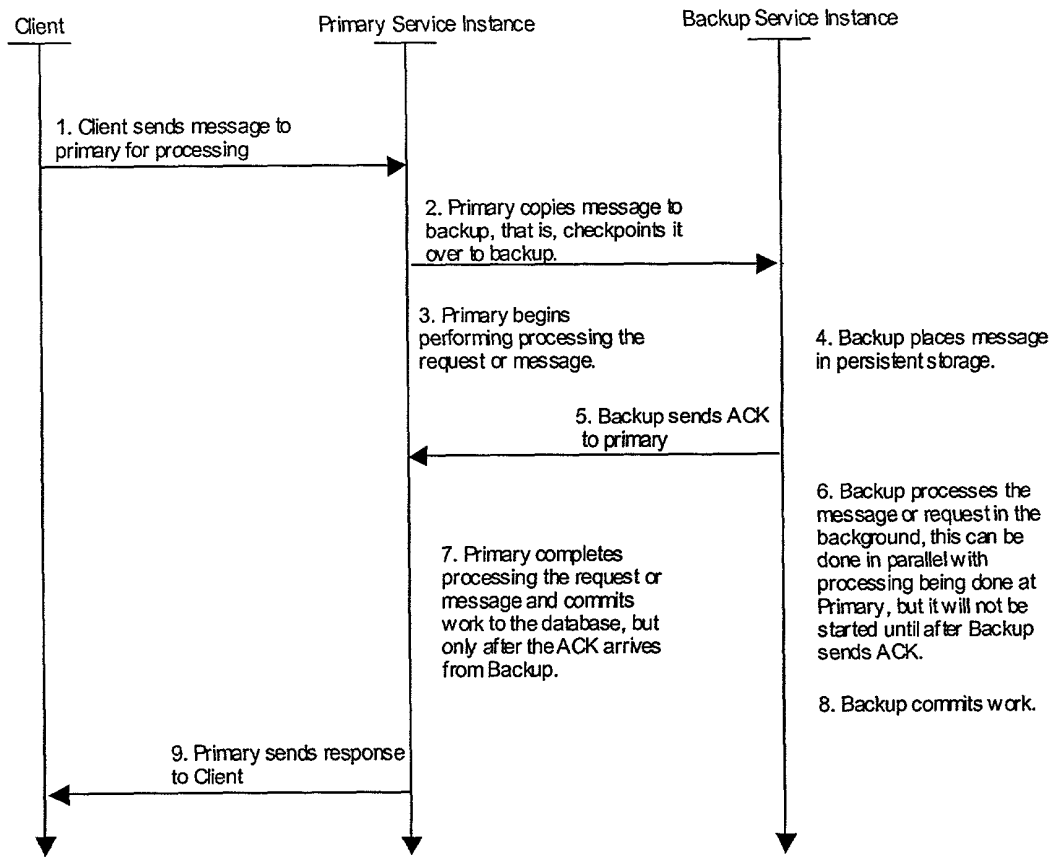 Client
Primary Service Instance
Backup Service Instance
1. Client sends message to
primary for processing
2. Primary copies message to
backup, that is, checkpoints it
over to backup.
3. Primary begins
performing processing the
request or message.
4. Backup places message
in persistent storage.
5. Backup sends ACK
to primary
6. Backup processes the
message or request in the
background, this can be
done in parallel with
processing being done at
Primary, but it will not be
started until after Backup
sends ACK.
7. Primary completes
processing the request or
message and commits
work to the database, but
only after the ACK arrives
from Backup.
8. Backup commits work.
9. Primary sends response
to Client